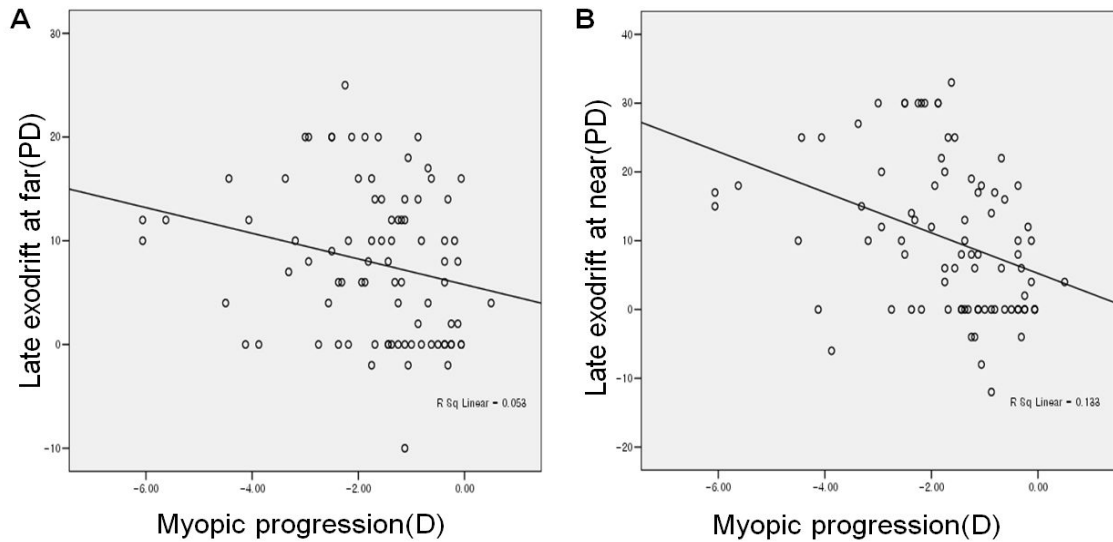 A
Late exodrift at far(PD)
30
20
10
0
-10
R Sq Linear = 0.053
-6.00 -4.00 -2.00 0.00
Myopic progression(D)
B
Late exodrift at near(PD)
40
30
20
10
0
-10
-20
R Sq Linear = 0.133
-6.00 -4.00 -2.00 0.00
Myopic progression(D)